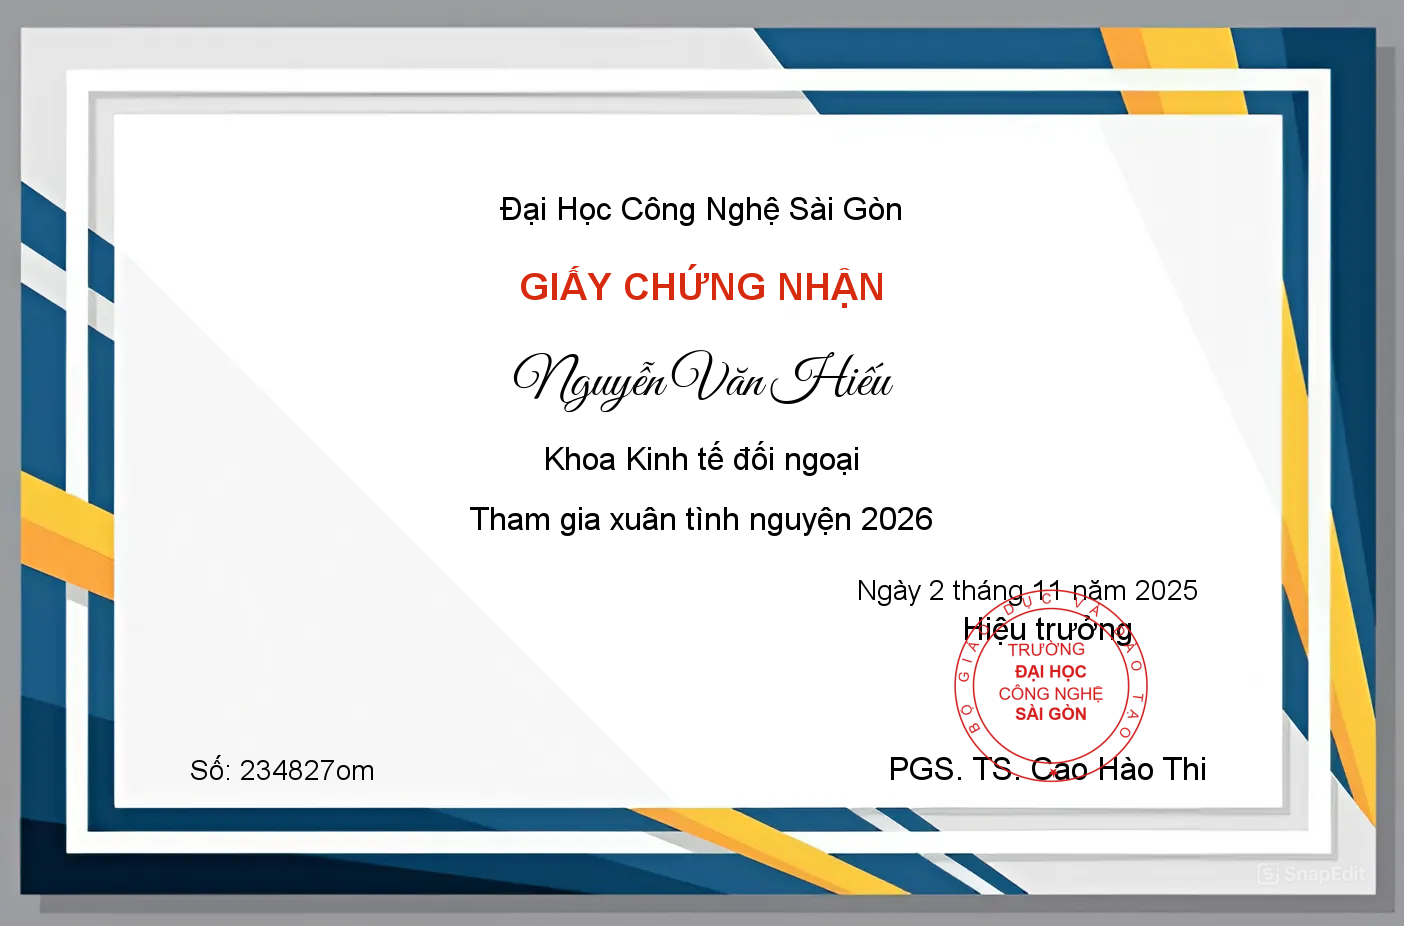 Đại Học Công Nghệ Sài Gòn
GIẤY CHỨNG NHẬN
Nguyễn Văn Hiếu
Khoa Kinh tế đối ngoại
Tham gia xuân tình nguyện 2026
Ngày 2 tháng 11 năm 2025
Hiệu trưởng
BỘ GIÁO DỤC VÀ ĐÀO TẠO
TRƯỜNG
ĐẠI HỌC
CÔNG NGHỆ
SÀI GÒN
Số: 234827om
PGS. TS. Cao Hào Thi
SnapEdit